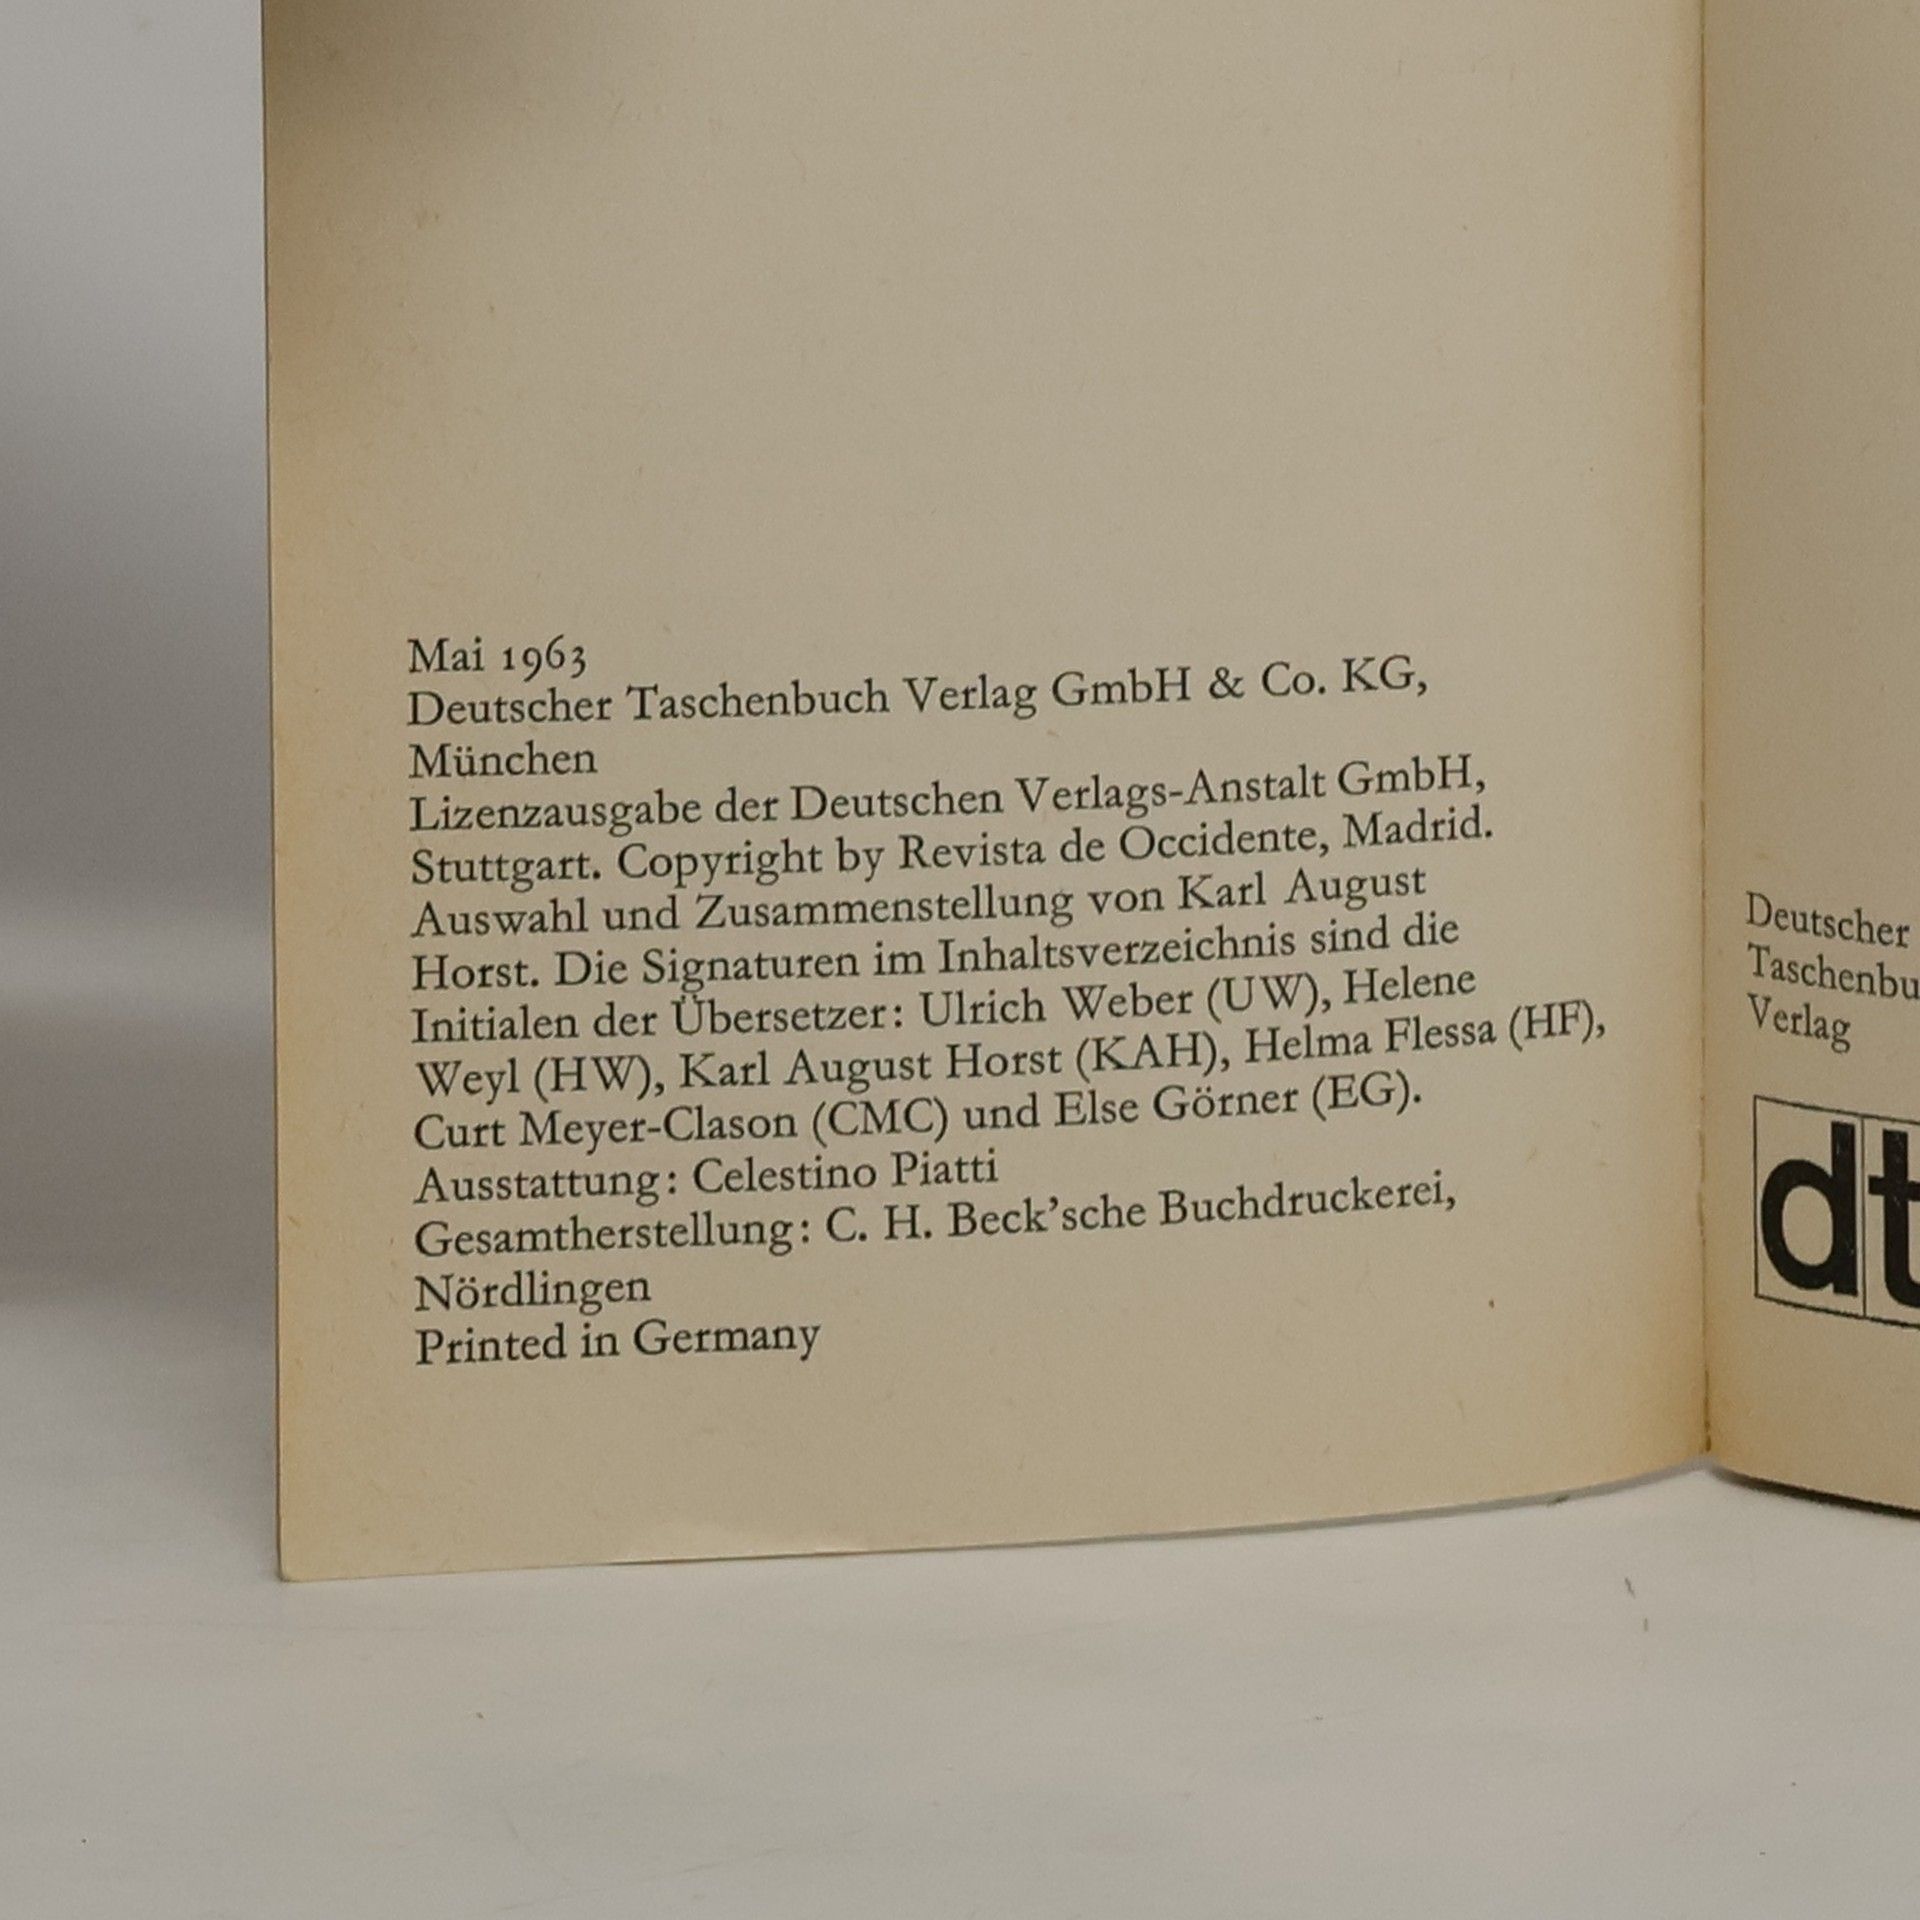 Mai 1963
Deutscher Taschenbuch Verlag GmbH & Co. KG,
München
Lizenzausgabe der Deutschen Verlags-Anstalt GmbH,
Stuttgart. Copyright by Revista de Occidente, Madrid.
Auswahl und Zusammenstellung von Karl August
Horst. Die Signaturen im Inhaltsverzeichnis sind die
Initialen der Übersetzer: Ulrich Weber (UW), Helene
Weyl (HW), Karl August Horst (KAH), Helma Flessa (HF),
Curt Meyer-Clason (CMC) und Else Görner (EG).
Ausstattung: Celestino Piatti
Gesamtherstellung: C. H. Beck'sche Buchdruckerei,
Nördlingen
Printed in Germany
Deutscher
Taschenbu
Verlag
dt